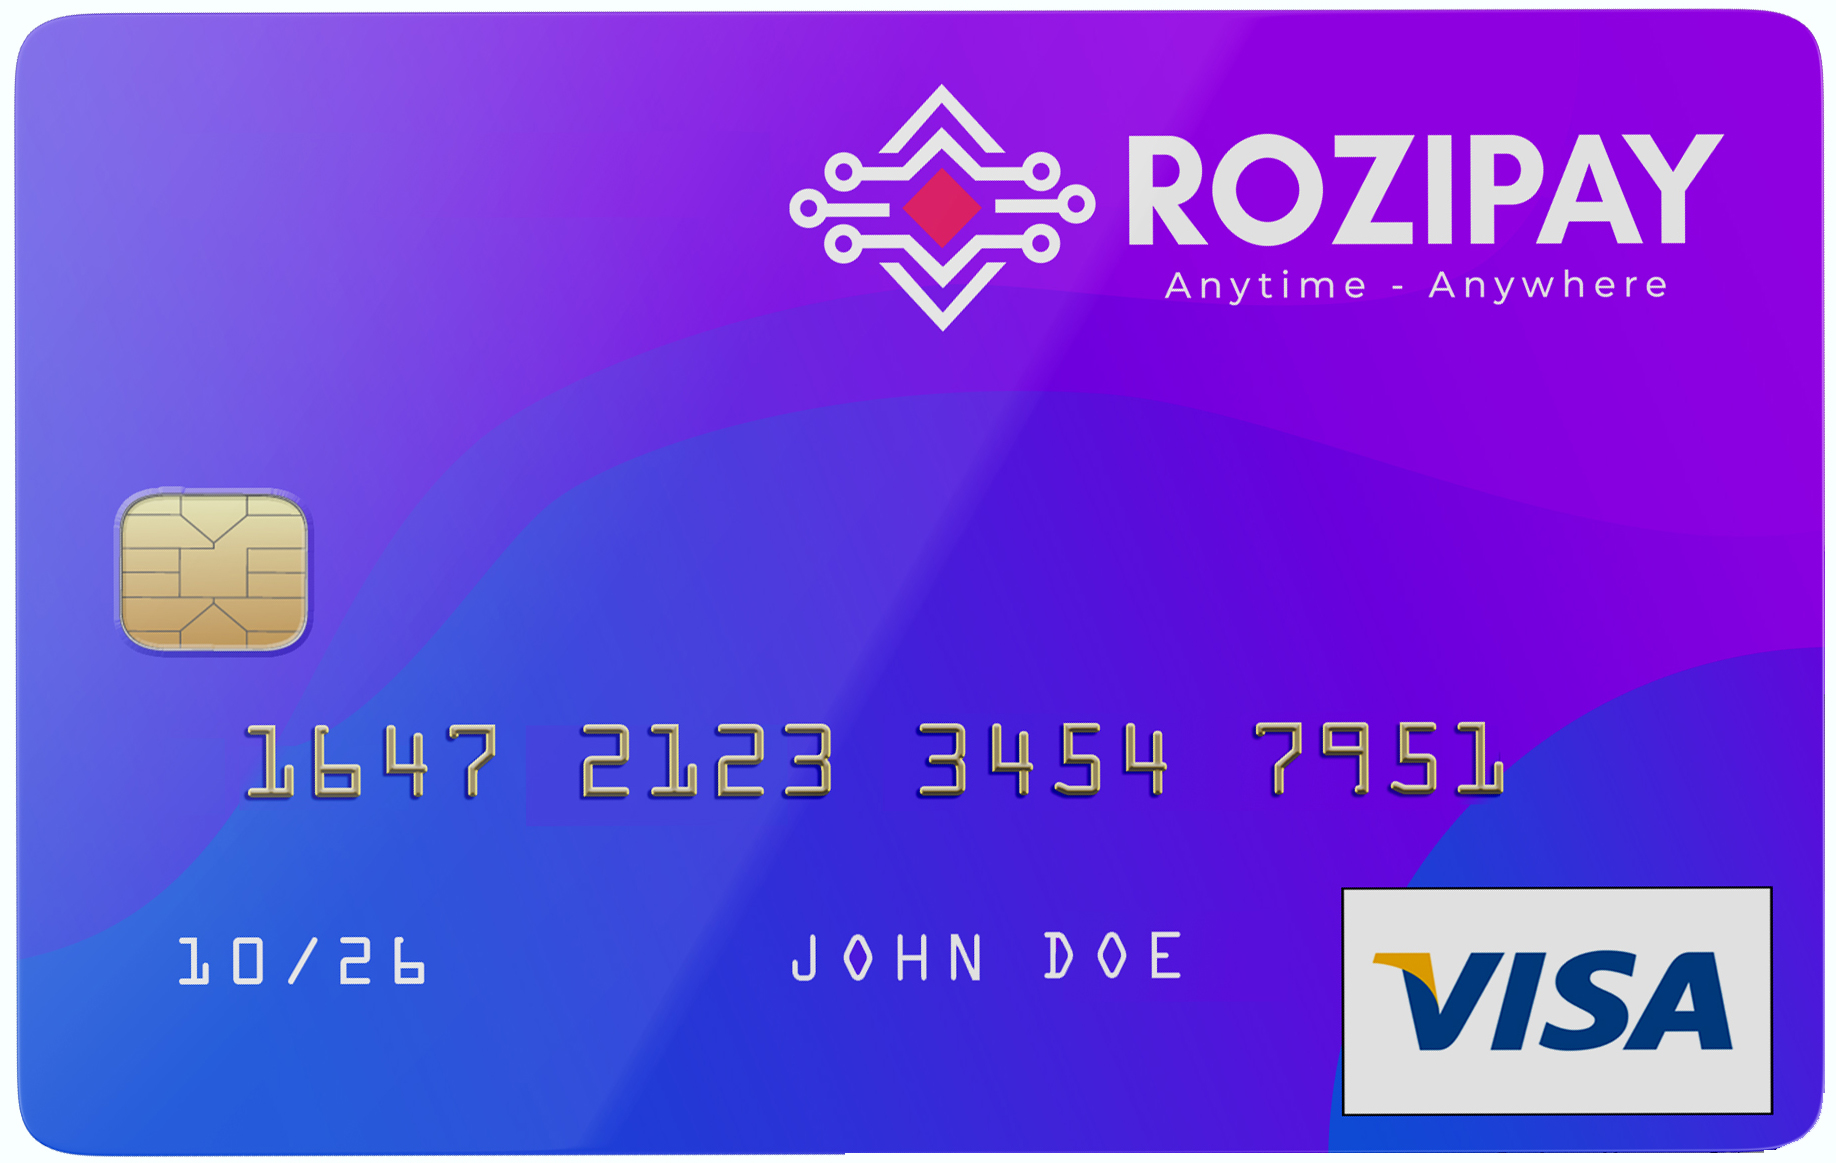 ROZIPAY
Anytime - Anywhere
1647 2123 3454 7951
10/26 JOHN DOE
VISA